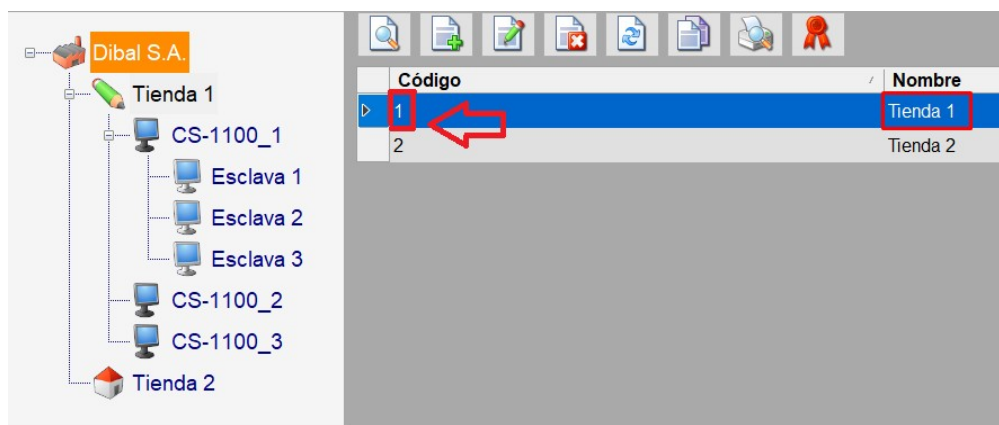 Dibal S.A.
Tienda 1
CS-1100_1
Esclava 1
Esclava 2
Esclava 3
CS-1100_2
CS-1100_3
Tienda 2
Código Nombre
1 Tienda 1
2 Tienda 2